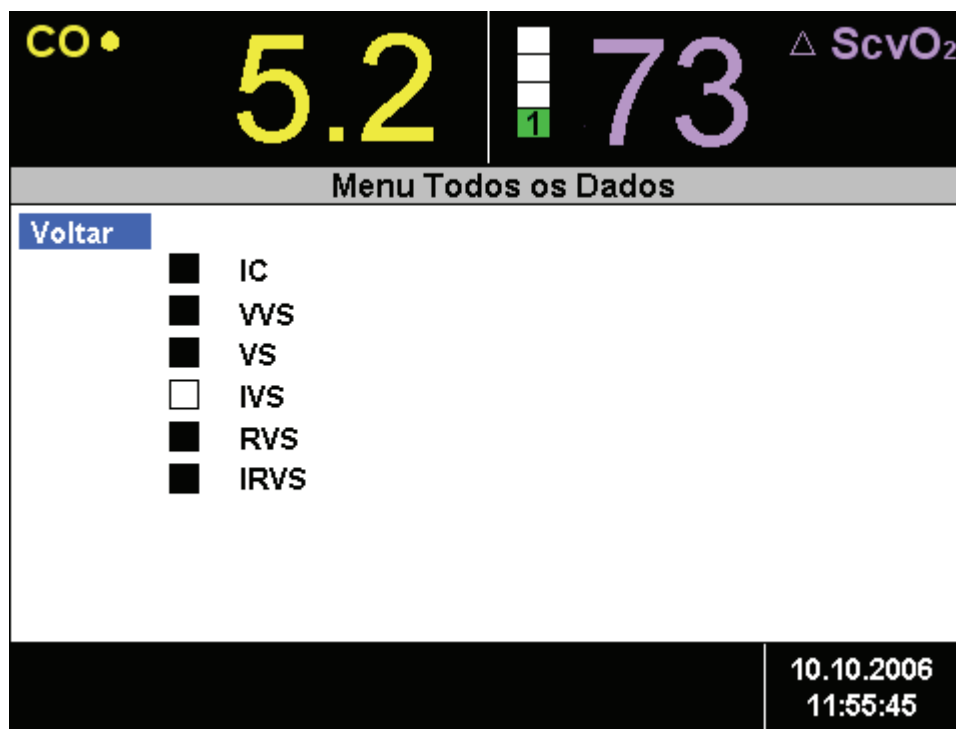 CO 5.2 1 73 △ ScvO₂
Menu Todos os Dados
Voltar
IC
VVS
VS
IVS
RVS
IRVS
10.10.2006
11:55:45